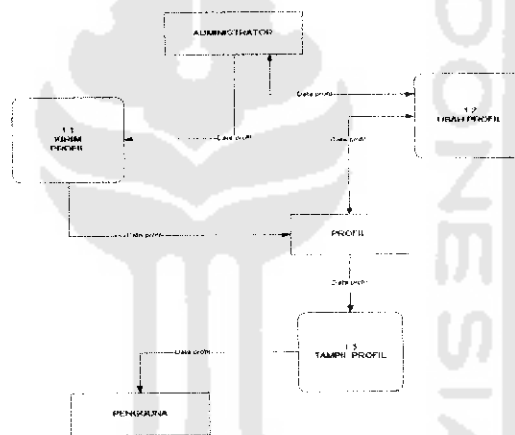 ADMINISTRATOR
Data profil
1.2
UBAH PROFIL
1.1
KIRIM
PROFIL
Data profil
Data profil
Data profil
PROFIL
Data profil
1.3
TAMPIL PROFIL
Data profil
PENGGUNA
DONESIA